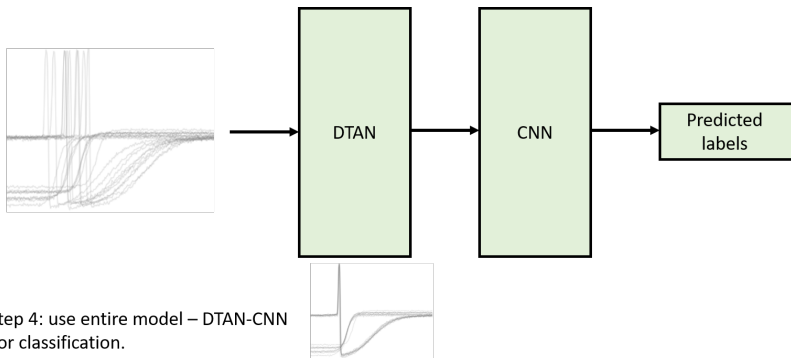 DTAN
CNN
Predicted
labels
tep 4: use entire model – DTAN-CNN
or classification.